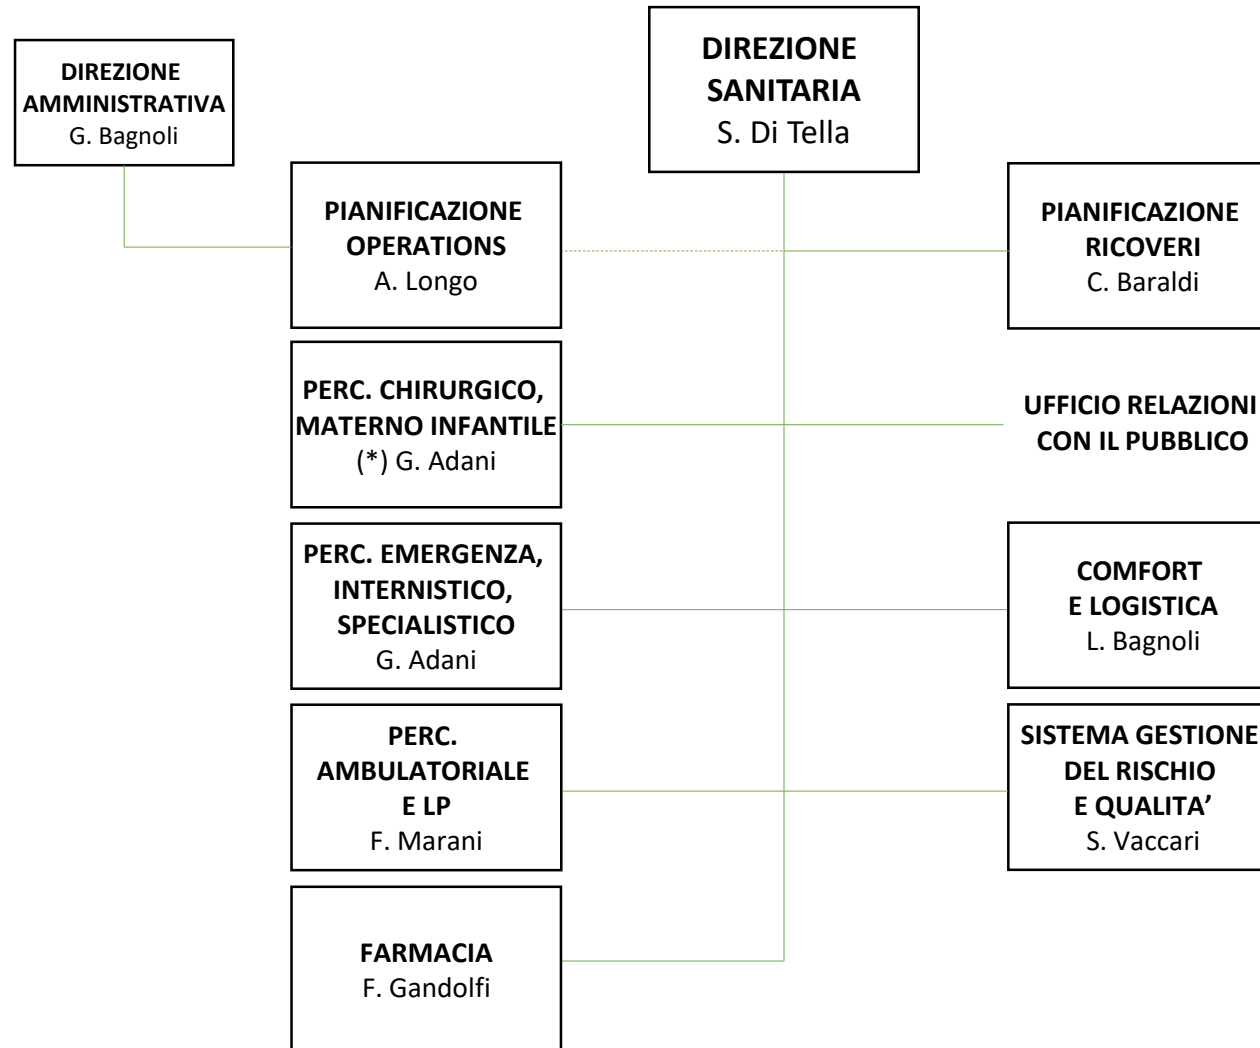 DIREZIONE
AMMINISTRATIVA
G. Bagnoli
DIREZIONE
SANITARIA
S. Di Tella
PIANIFICAZIONE
OPERATIONS
A. Longo
PIANIFICAZIONE
RICOVERI
C. Baraldi
PERC. CHIRURGICO,
MATERNO INFANTILE
(*) G. Adani
UFFICIO RELAZIONI
CON IL PUBBLICO
PERC. EMERGENZA,
INTERNISTICO,
SPECIALISTICO
G. Adani
COMFORT
E LOGISTICA
L. Bagnoli
PERC.
AMBULATORIALE
E LP
F. Marani
SISTEMA GESTIONE
DEL RISCHIO
E QUALITA’
S. Vaccari
FARMACIA
F. Gandolfi